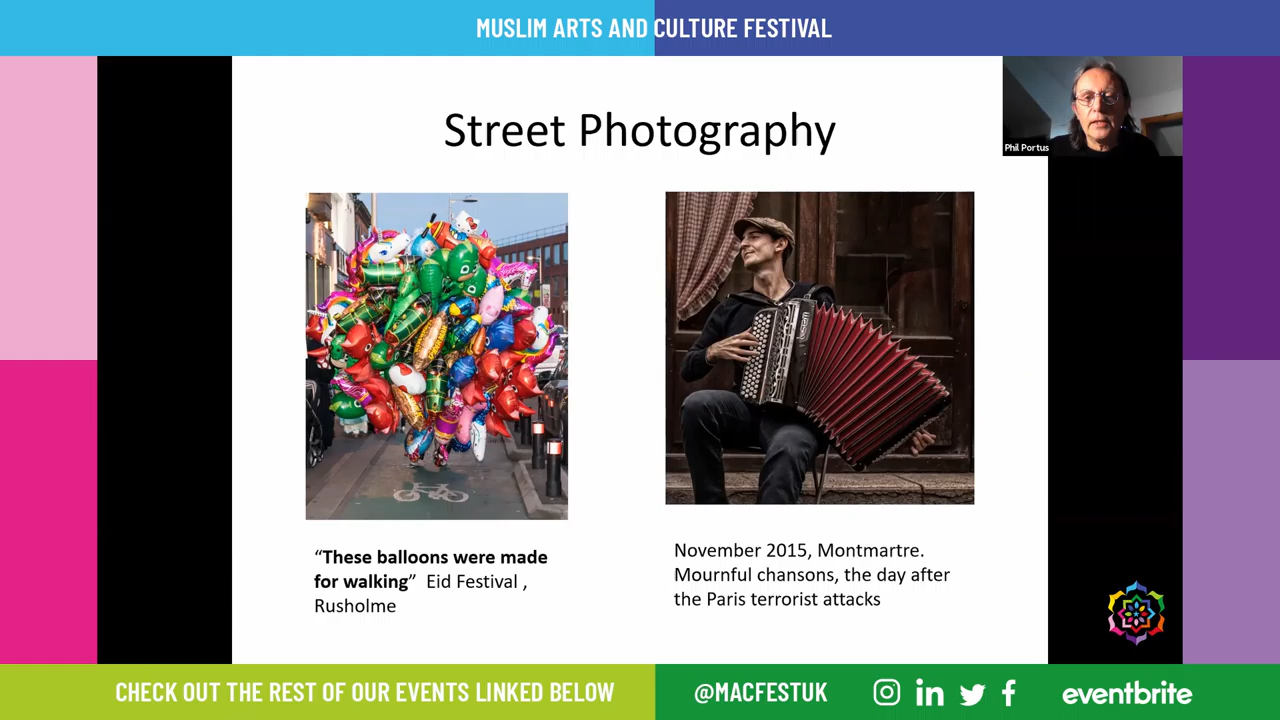 MUSLIM ARTS AND CULTURE FESTIVAL
Street Photography
Phil Portus
“These balloons were made
for walking”  Eid Festival ,
Rusholme
November 2015, Montmartre.
Mournful chansons, the day after
the Paris terrorist attacks
CHECK OUT THE REST OF OUR EVENTS LINKED BELOW
@MACFESTUK
eventbrite